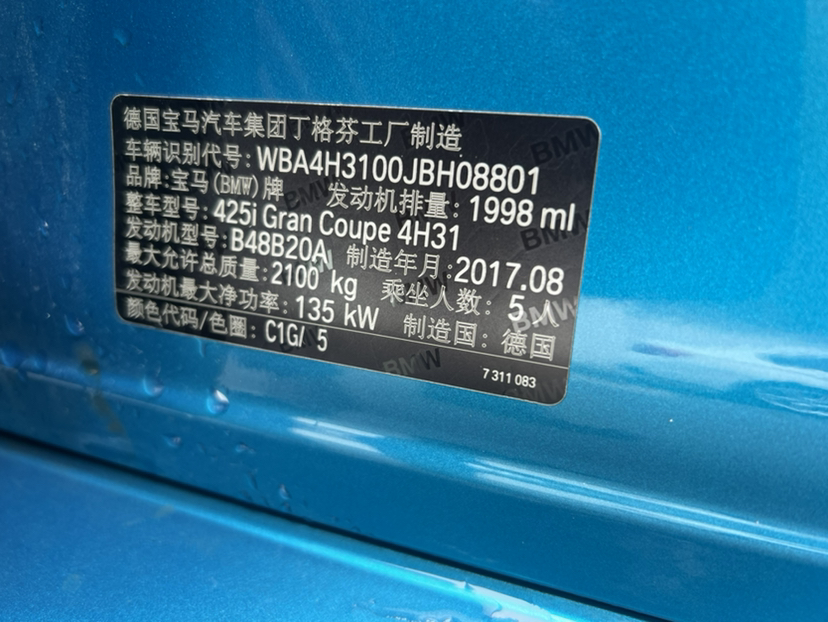 德国宝马汽车集团丁格芬工厂制造
车辆识别代号: WBA4H3100JBH08801
品牌: 宝马(BMW)牌 发动机排量: 1998 ml
整车型号: 425i Gran Coupe 4H31
发动机型号: B48B20A 制造年月: 2017.08
最大允许总质量: 2100 kg 乘坐人数: 5人
发动机最大净功率: 135 kW 制造国: 德国
颜色代码/色圈: C1G/ 5
7 311 083
BMW
BMW
BMW
BMW